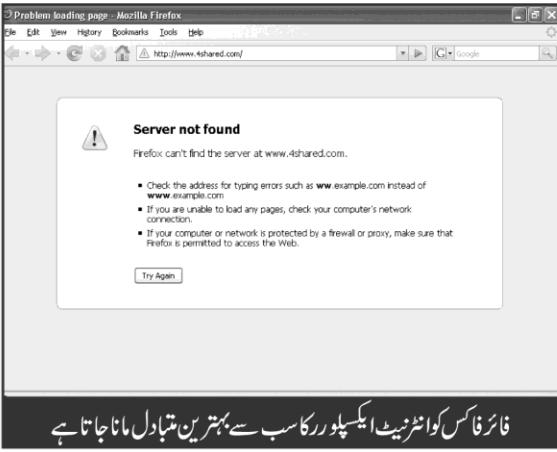 Problem loading page - Mozilla Firefox
File Edit View History Bookmarks Tools Help
http://www.4shared.com/ G Google
Server not found
Firefox can't find the server at www.4shared.com.
Check the address for typing errors such as ww.example.com instead of
www.example.com
If you are unable to load any pages, check your computer's network
connection.
If your computer or network is protected by a firewall or proxy, make sure that
Firefox is permitted to access the Web.
Try Again
فائر فاکس کو انٹرنیٹ ایکسپلورر کا سب سے بہترین متبادل مانا جاتا ہے